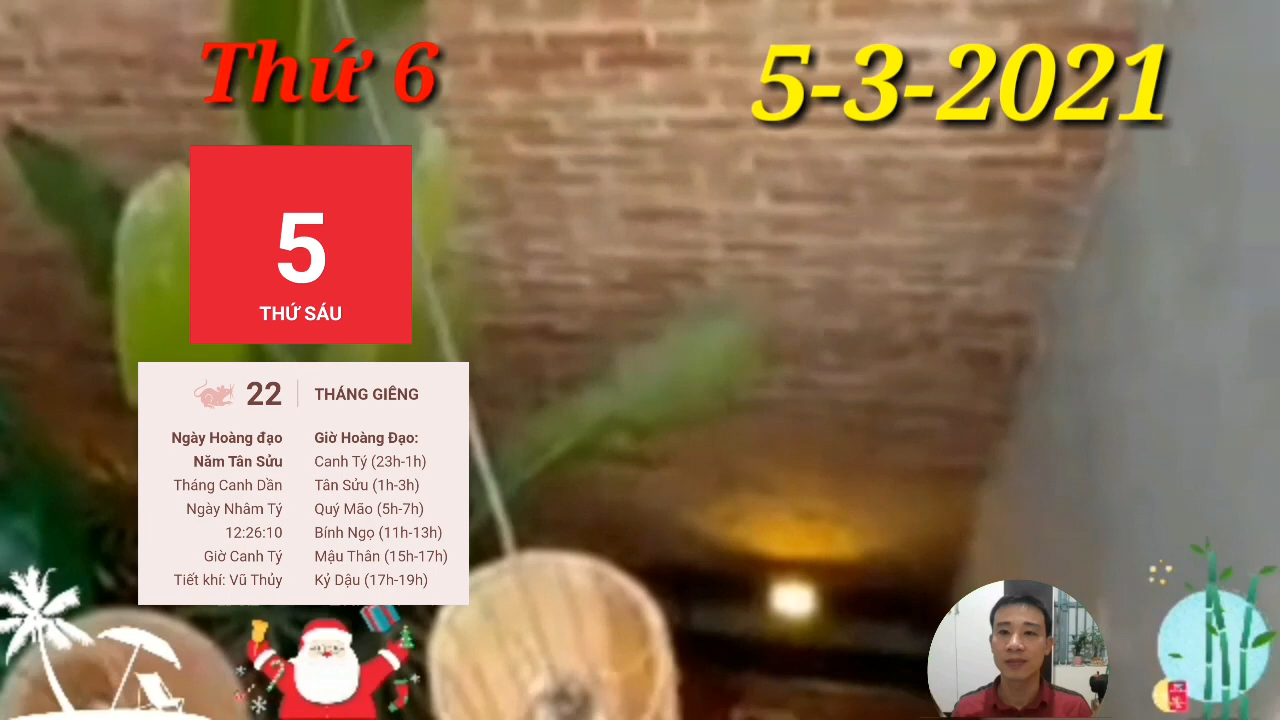 Thứ 6
5-3-2021
5
THỨ SÁU
22
THÁNG GIÊNG
Ngày Hoàng đạo
Năm Tân Sửu
Tháng Canh Dần
Ngày Nhâm Tý
12:26:10
Giờ Canh Tý
Tiết khí: Vũ Thủy
Giờ Hoàng Đạo:
Canh Tý (23h-1h)
Tân Sửu (1h-3h)
Quý Mão (5h-7h)
Bính Ngọ (11h-13h)
Mậu Thân (15h-17h)
Kỷ Dậu (17h-19h)